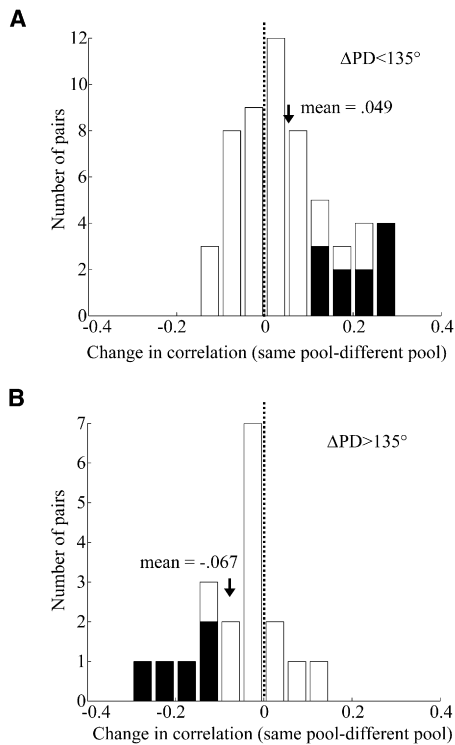 A
12
ΔPD<135°
10
mean = .049
8
Number of pairs
6
4
2
0
-0.4 -0.2 0 0.2 0.4
Change in correlation (same pool-different pool)
B
7
ΔPD>135°
6
5
Number of pairs
4
mean = -.067
3
2
1
0
-0.4 -0.2 0 0.2 0.4
Change in correlation (same pool-different pool)